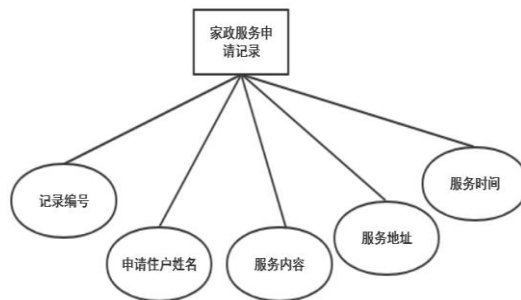 家政服务申
请记录
记录编号
申请住户姓名
服务内容
服务地址
服务时间